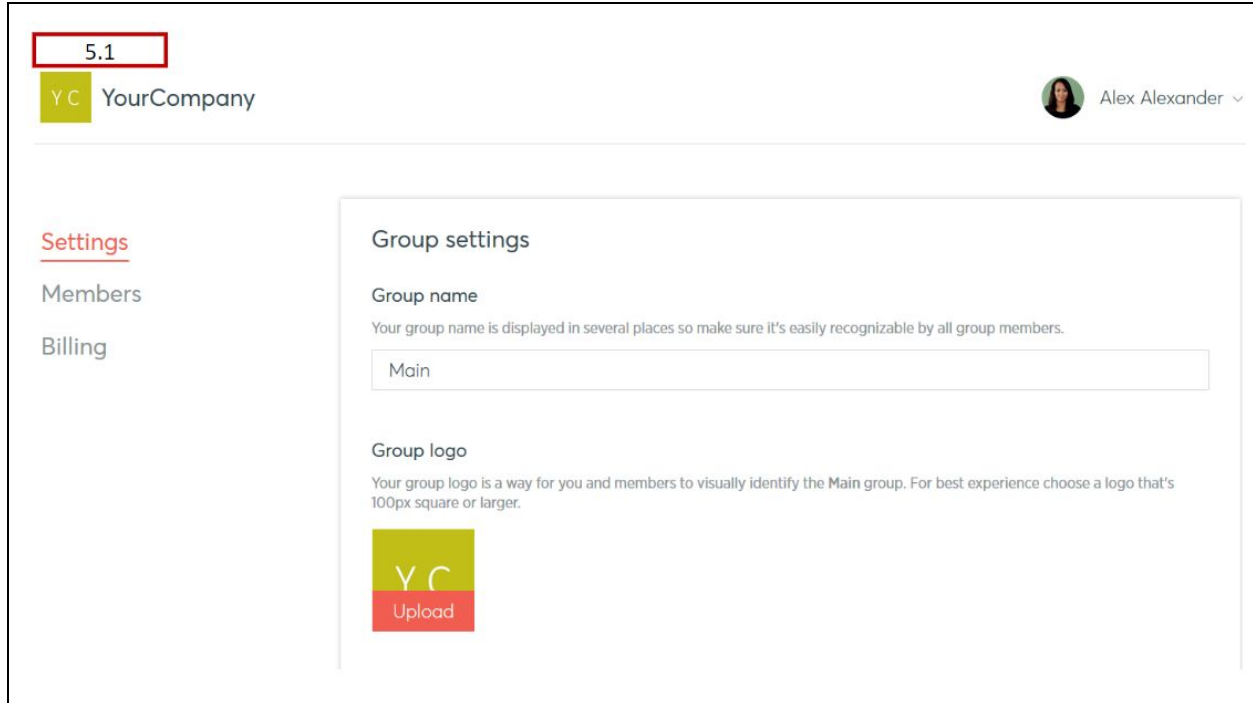 5.1
Y C YourCompany
Alex Alexander
Settings
Members
Billing
Group settings
Group name
Your group name is displayed in several places so make sure it's easily recognizable by all group members.
Main
Group logo
Your group logo is a way for you and members to visually identify the Main group. For best experience choose a logo that's
100px square or larger.
Y C
Upload